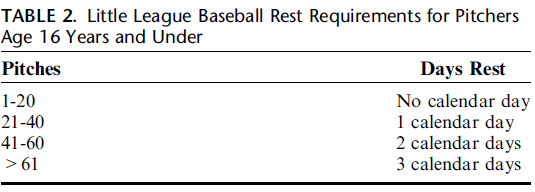 TABLE 2. Little League Baseball Rest Requirements for Pitchers
Age 16 Years and Under
Pitches Days Rest
1-20 No calendar day
21-40 1 calendar day
41-60 2 calendar days
> 61 3 calendar days